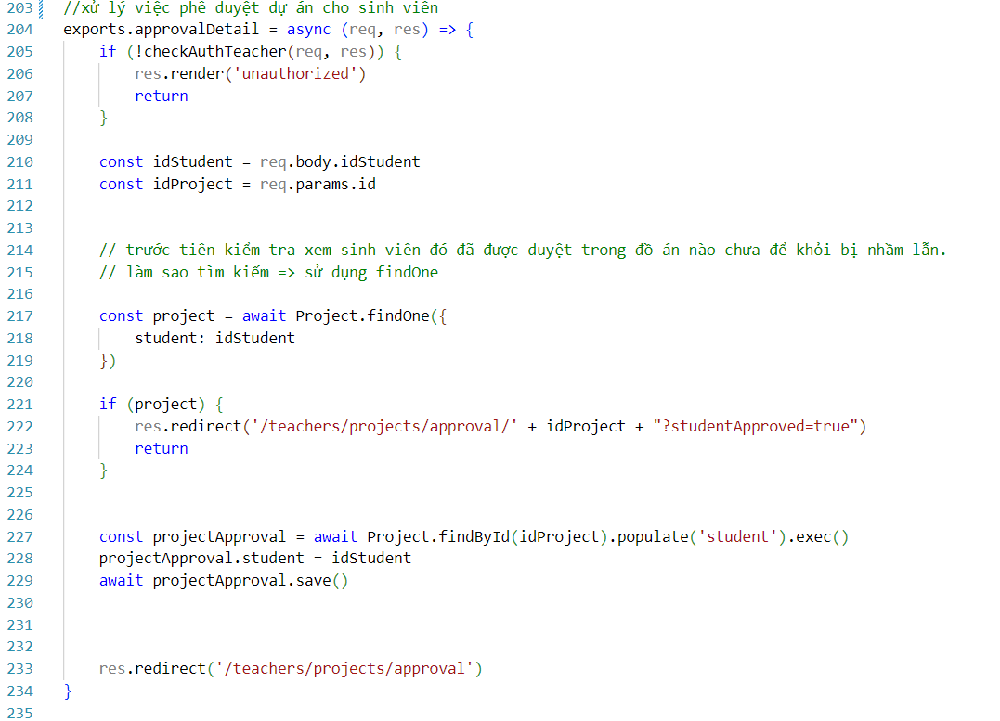 203 //xử lý việc phê duyệt dự án cho sinh viên
204 exports.approvalDetail = async (req, res) => {
205 if (!checkAuthTeacher(req, res)) {
206 res.render('unauthorized')
207 return
208 }
209
210 const idStudent = req.body.idStudent
211 const idProject = req.params.id
212
213
214 // trước tiên kiểm tra xem sinh viên đó đã được duyệt trong đồ án nào chưa để khỏi bị nhầm lẫn.
215 // làm sao tìm kiếm => sử dụng findOne
216
217 const project = await Project.findOne({
218 student: idStudent
219 })
220
221 if (project) {
222 res.redirect('/teachers/projects/approval/' + idProject + "?studentApproved=true")
223 return
224 }
225
226
227 const projectApproval = await Project.findById(idProject).populate('student').exec()
228 projectApproval.student = idStudent
229 await projectApproval.save()
230
231
232
233 res.redirect('/teachers/projects/approval')
234 }
235